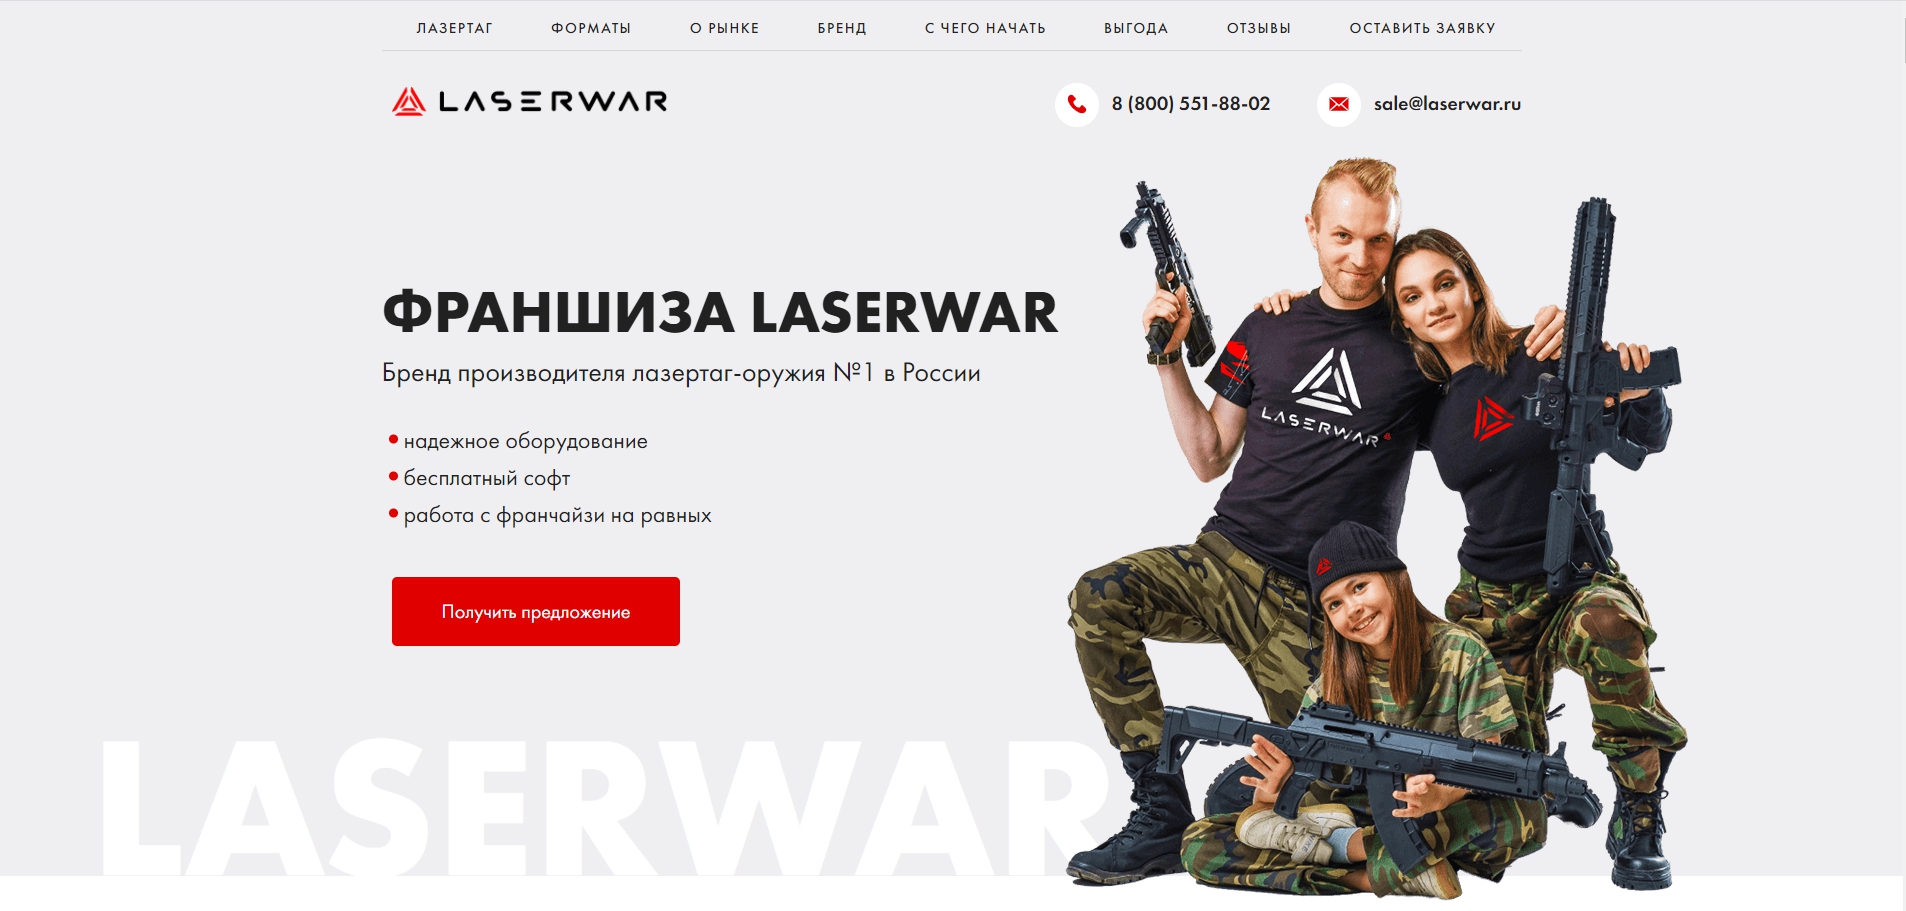 ЛАЗЕРТАГ ФОРМАТЫ О РЫНКЕ БРЕНД С ЧЕГО НАЧАТЬ ВЫГОДА ОТЗЫВЫ ОСТАВИТЬ ЗАЯВКУ
LASERWAR 8 (800) 551-88-02 sale@laserwar.ru
ФРАНШИЗА LASERWAR
Бренд производителя лазертаг-оружия №1 в России
надежное оборудование
бесплатный софт
работа с франчайзи на равных
Получить предложение
LASERWAR
LASERWAR